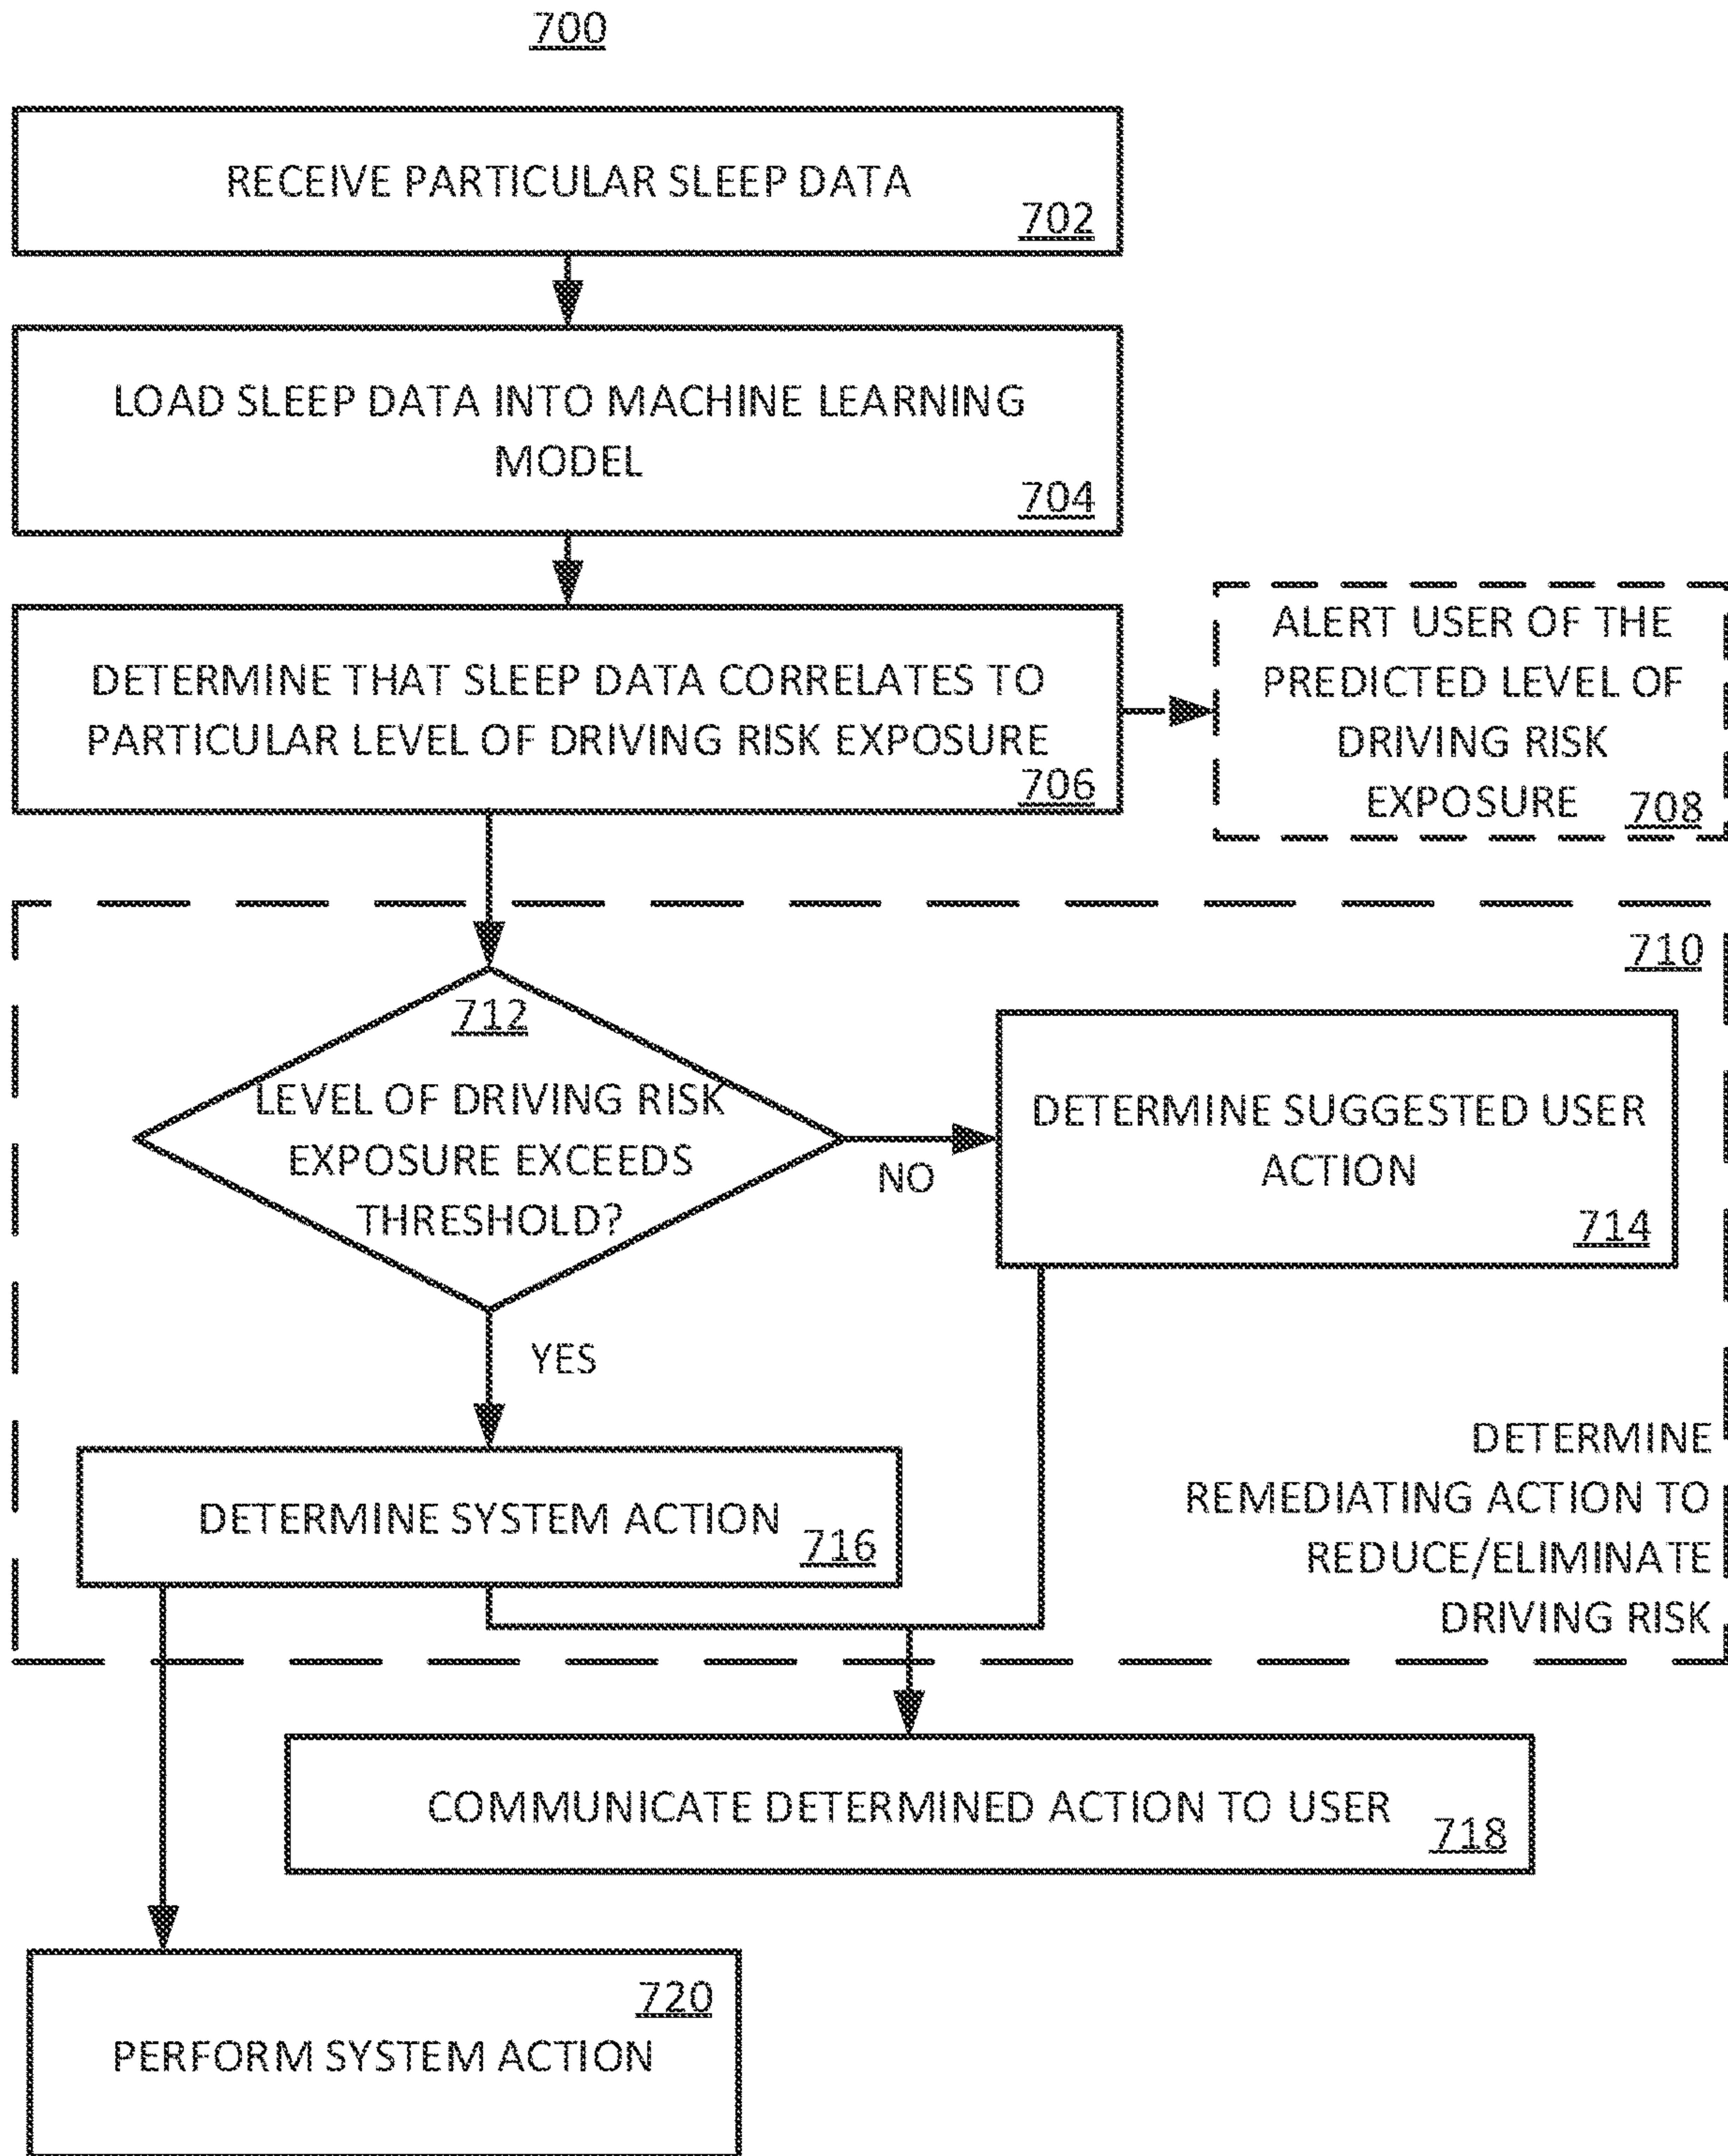 700
RECEIVE PARTICULAR SLEEP DATA
702
LOAD SLEEP DATA INTO MACHINE LEARNING
MODEL
704
DETERMINE THAT SLEEP DATA CORRELATES TO
PARTICULAR LEVEL OF DRIVING RISK EXPOSURE
706
ALERT USER OF THE
PREDICTED LEVEL OF
DRIVING RISK
EXPOSURE
708
710
712
LEVEL OF DRIVING RISK
EXPOSURE EXCEEDS
THRESHOLD?
NO
DETERMINE SUGGESTED USER
ACTION
714
YES
DETERMINE SYSTEM ACTION
716
DETERMINE
REMEDIATING ACTION TO
REDUCE/ELIMINATE
DRIVING RISK
COMMUNICATE DETERMINED ACTION TO USER
718
720
PERFORM SYSTEM ACTION